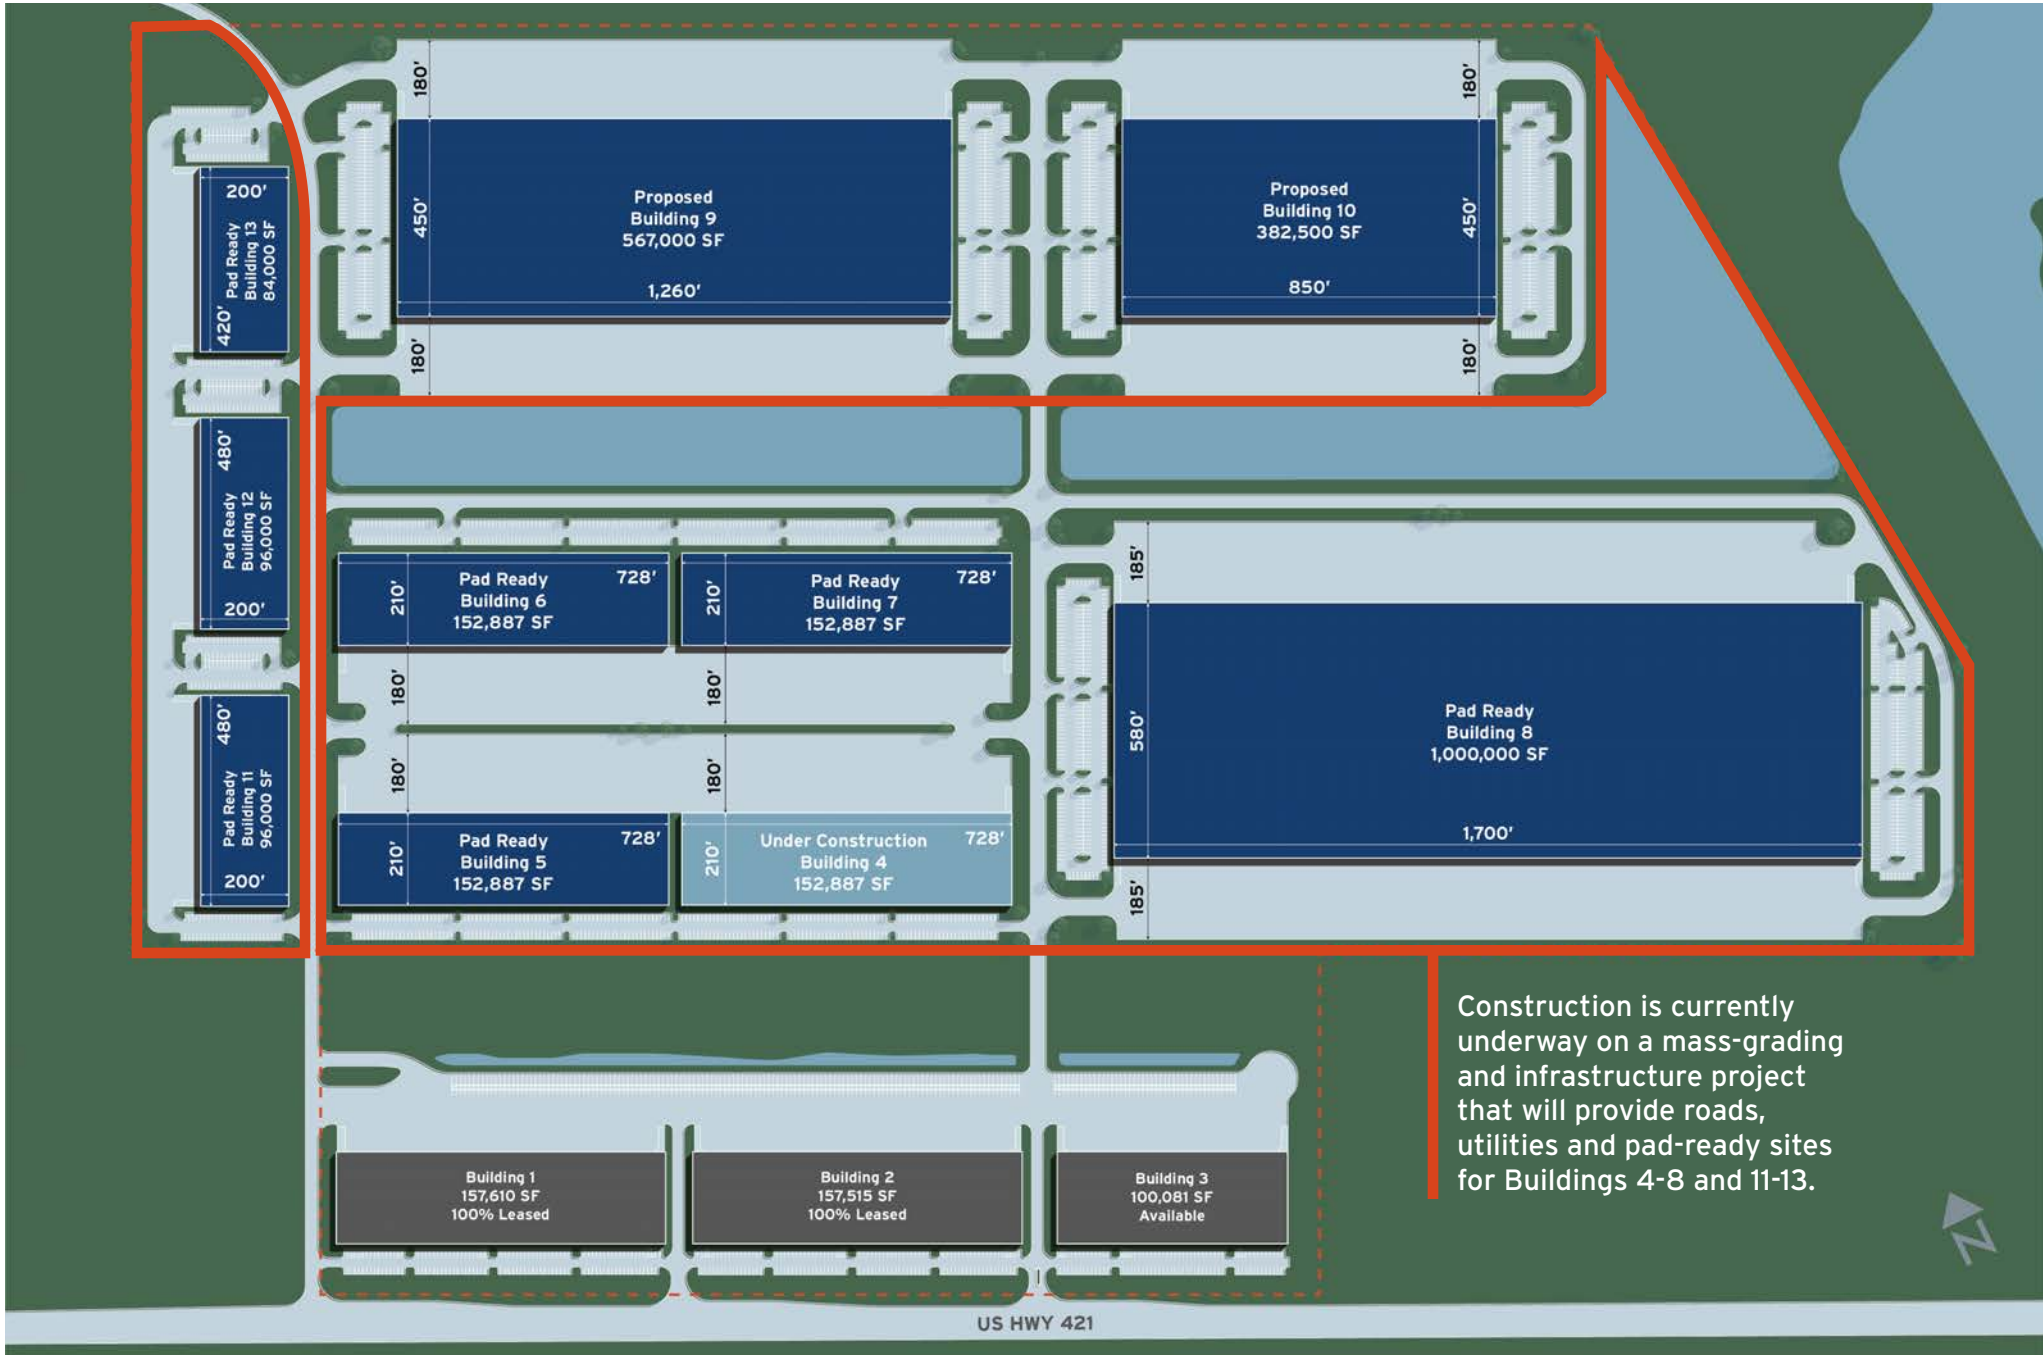 180'
180'
Proposed
Building 9
567,000 SF
450'
1,260'
180'
Proposed
Building 10
382,500 SF
450'
850'
180'
200'
Pad Ready
Building 13
84,000 SF
420'
480'
Pad Ready
Building 12
96,000 SF
200'
480'
Pad Ready
Building 11
96,000 SF
200'
210'
Pad Ready
Building 6
152,887 SF
728'
210'
Pad Ready
Building 7
152,887 SF
728'
180'
180'
180'
180'
210'
Pad Ready
Building 5
152,887 SF
728'
210'
Under Construction
Building 4
152,887 SF
728'
185'
580'
Pad Ready
Building 8
1,000,000 SF
1,700'
185'
Construction is currently
underway on a mass-grading
and infrastructure project
that will provide roads,
utilities and pad-ready sites
for Buildings 4-8 and 11-13.
Building 1
157,610 SF
100% Leased
Building 2
157,515 SF
100% Leased
Building 3
100,081 SF
Available
N
US HWY 421